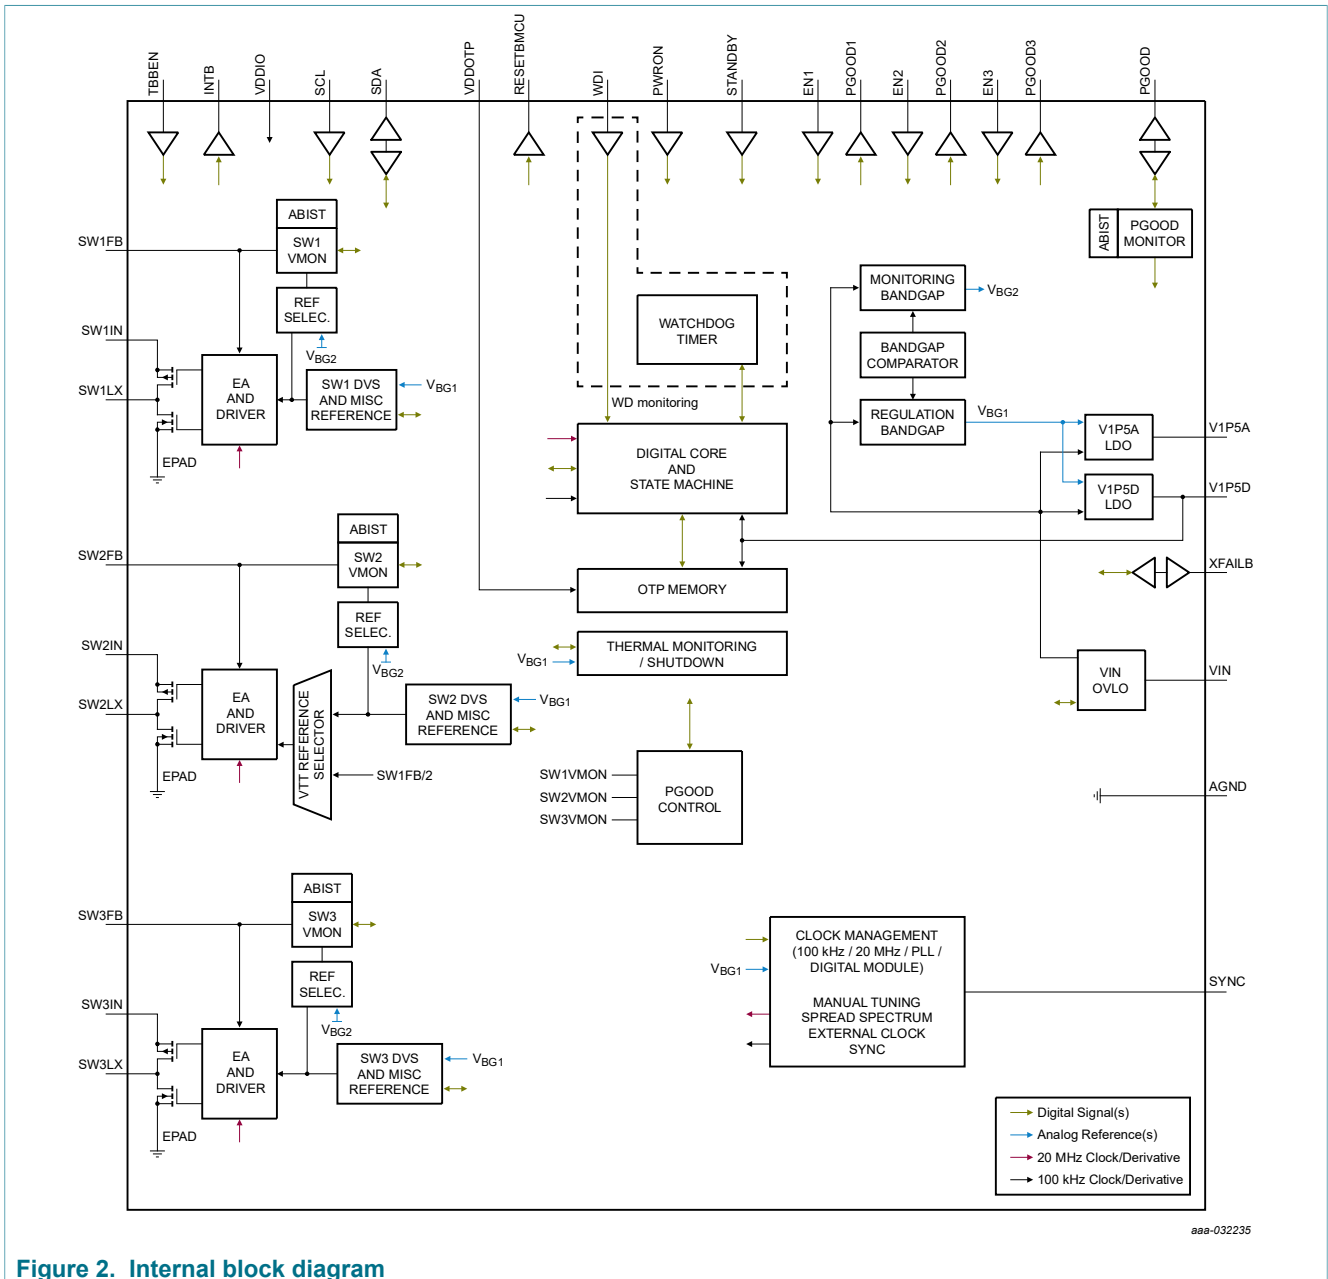 TBBEN
INTB
VDDIO
SCL
SDA
VDDOTP
RESETBMCU
WDI
PWRON
STANDBY
EN1
PGOOD1
EN2
PGOOD2
EN3
PGOOD3
PGOOD
ABIST
SW1
VMON
SW1FB
REF
SELEC.
VBG2
SW1IN
SW1LX
EA
AND
DRIVER
SW1 DVS
AND MISC
REFERENCE
VBG1
EPAD
WATCHDOG
TIMER
WD monitoring
DIGITAL CORE
AND
STATE MACHINE
ABIST
PGOOD
MONITOR
MONITORING
BANDGAP
VBG2
BANDGAP
COMPARATOR
REGULATION
BANDGAP
VBG1
V1P5A
LDO
V1P5A
V1P5D
LDO
V1P5D
ABIST
SW2
VMON
SW2FB
REF
SELEC.
VBG2
SW2IN
SW2LX
EA
AND
DRIVER
VTT REFERENCE
SELECTOR
SW2 DVS
AND MISC
REFERENCE
VBG1
SW1FB/2
EPAD
OTP MEMORY
THERMAL MONITORING
/ SHUTDOWN
VBG1
XFAILB
VIN
OVLO
VIN
SW1VMON
SW2VMON
SW3VMON
PGOOD
CONTROL
AGND
ABIST
SW3
VMON
SW3FB
REF
SELEC.
VBG2
SW3IN
SW3LX
EA
AND
DRIVER
SW3 DVS
AND MISC
REFERENCE
VBG1
EPAD
CLOCK MANAGEMENT
(100 kHz / 20 MHz / PLL /
DIGITAL MODULE)
VBG1
MANUAL TUNING
SPREAD SPECTRUM
EXTERNAL CLOCK
SYNC
SYNC
Digital Signal(s)
Analog Reference(s)
20 MHz Clock/Derivative
100 kHz Clock/Derivative
aaa-032235
Figure 2. Internal block diagram